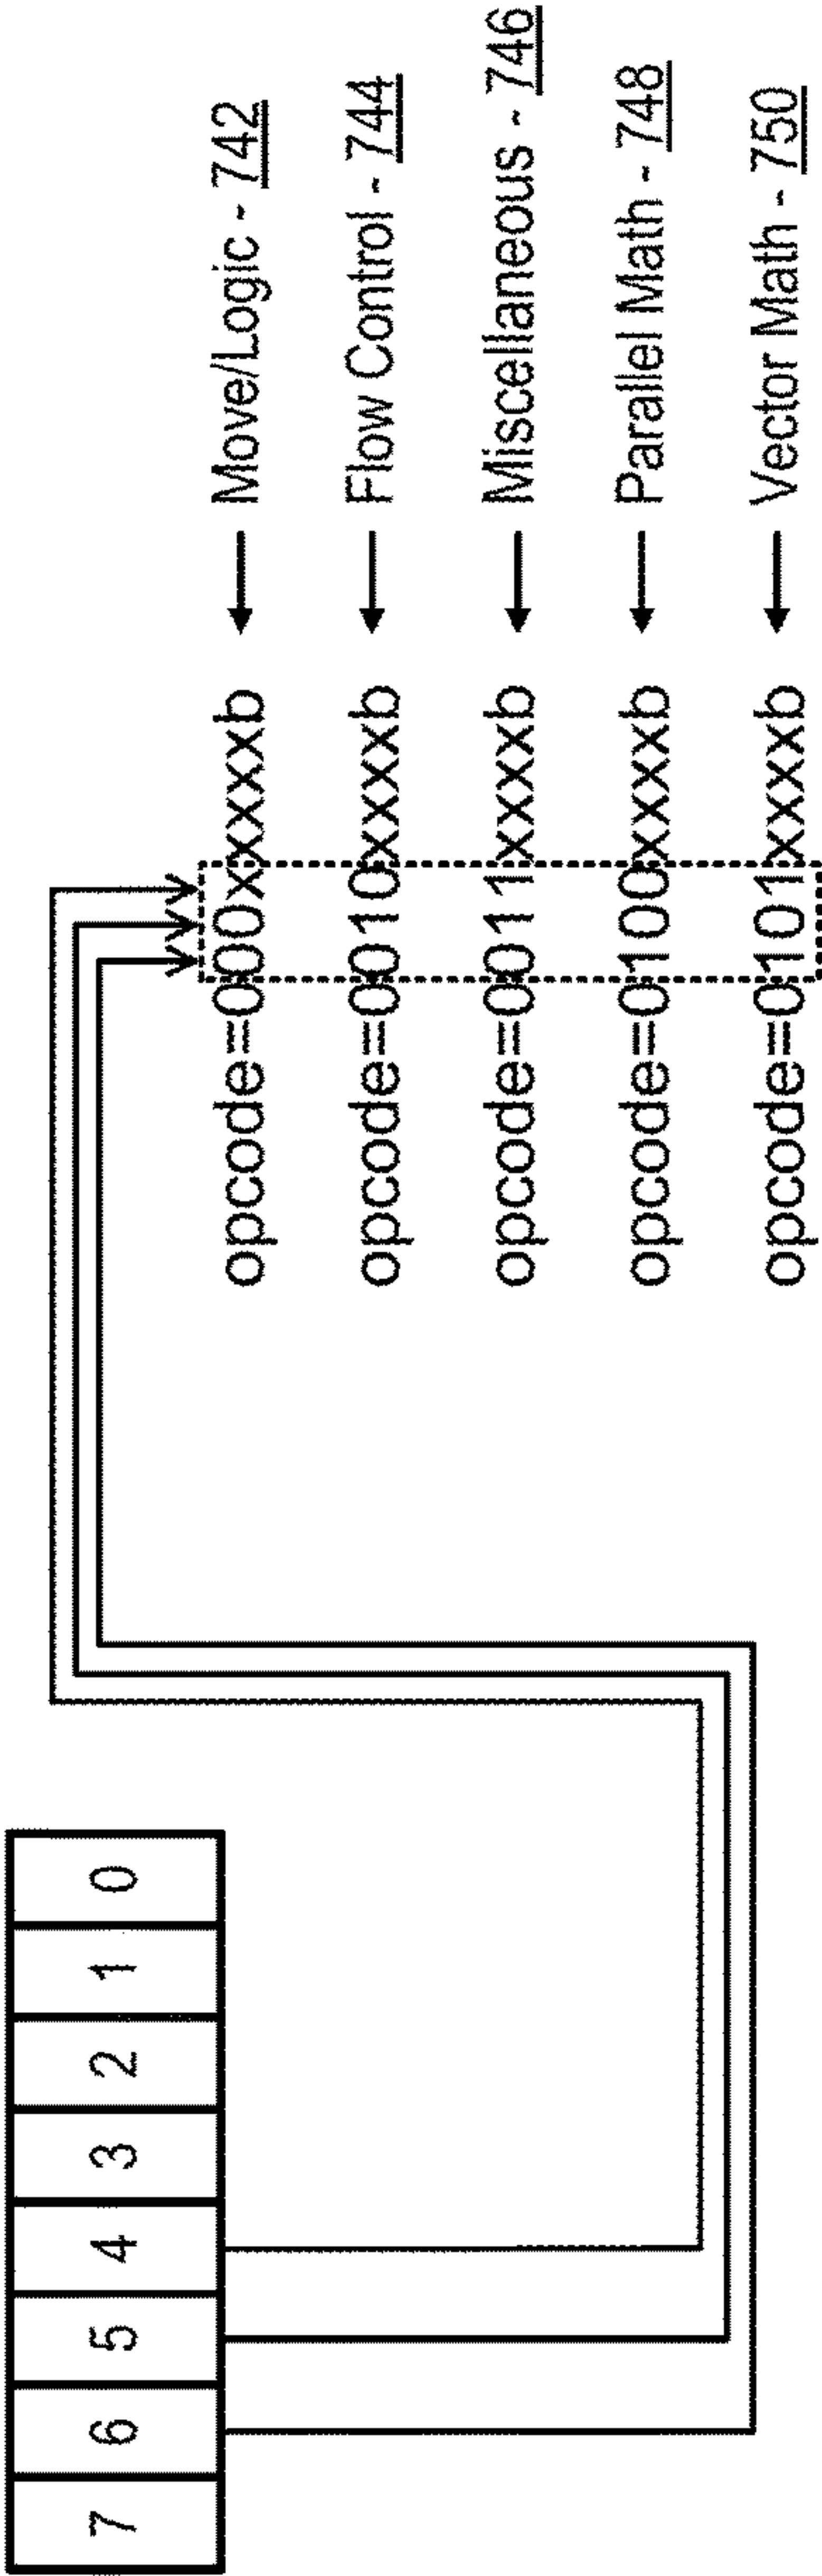 7 6 5 4 3 2 1 0
opcode=000xxxxxb ← Move/Logic - 742
opcode=0010xxxxb ← Flow Control - 744
opcode=0011xxxxb ← Miscellaneous - 746
opcode=0100xxxxb ← Parallel Math - 748
opcode=0101xxxxb ← Vector Math - 750